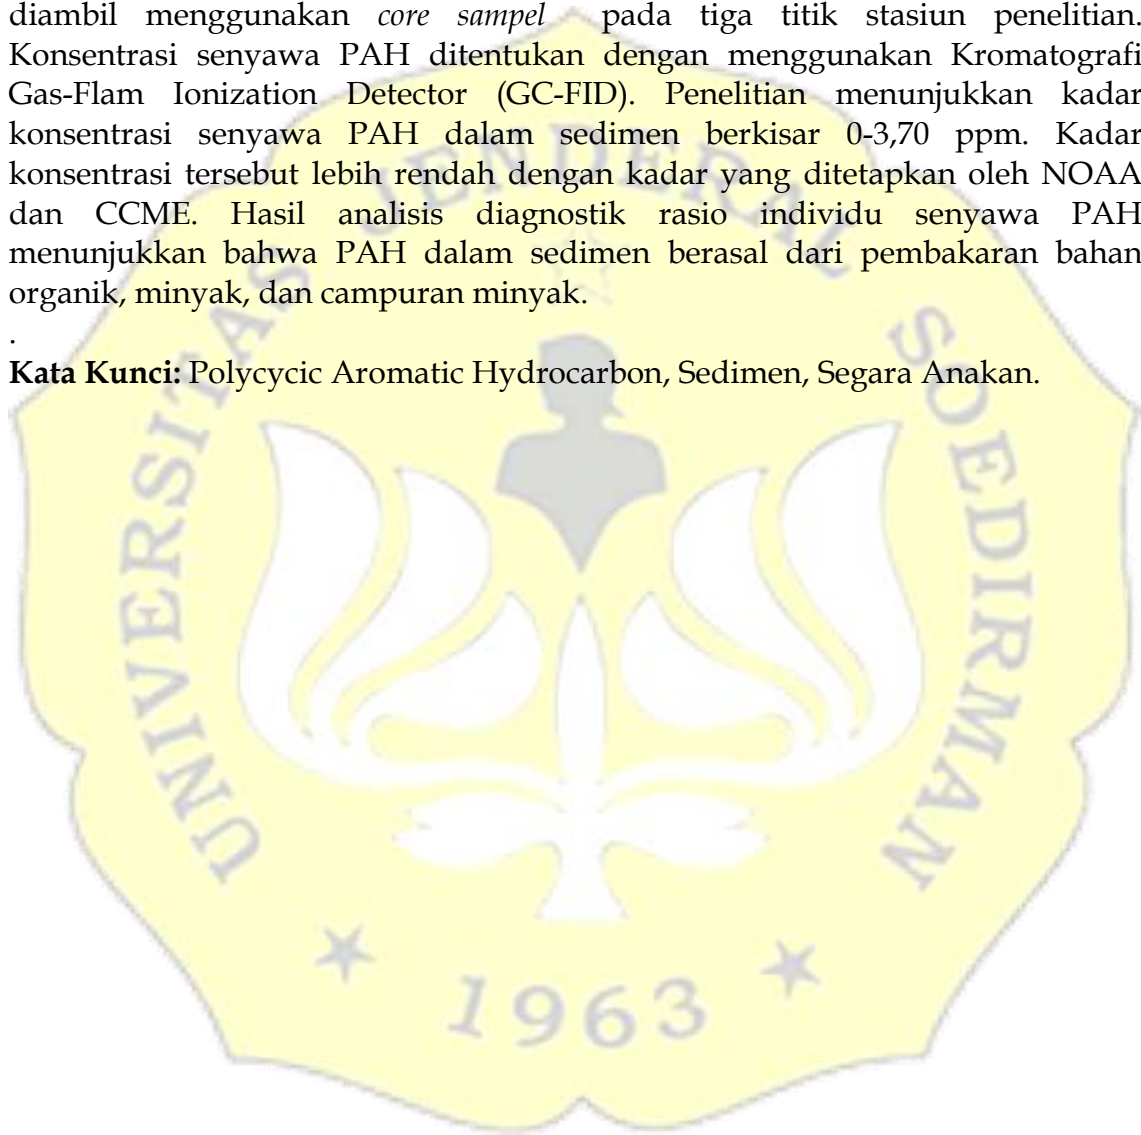 diambil menggunakan core sampel pada tiga titik stasiun penelitian.
Konsentrasi senyawa PAH ditentukan dengan menggunakan Kromatografi
Gas-Flam Ionization Detector (GC-FID). Penelitian menunjukkan kadar
konsentrasi senyawa PAH dalam sedimen berkisar 0-3,70 ppm. Kadar
konsentrasi tersebut lebih rendah dengan kadar yang ditetapkan oleh NOAA
dan CCME. Hasil analisis diagnostik rasio individu senyawa PAH
menunjukkan bahwa PAH dalam sedimen berasal dari pembakaran bahan
organik, minyak, dan campuran minyak.
.
Kata Kunci: Polycycic Aromatic Hydrocarbon, Sedimen, Segara Anakan.
UNIVERSITAS JENDERAL SOEDIRMAN
1963